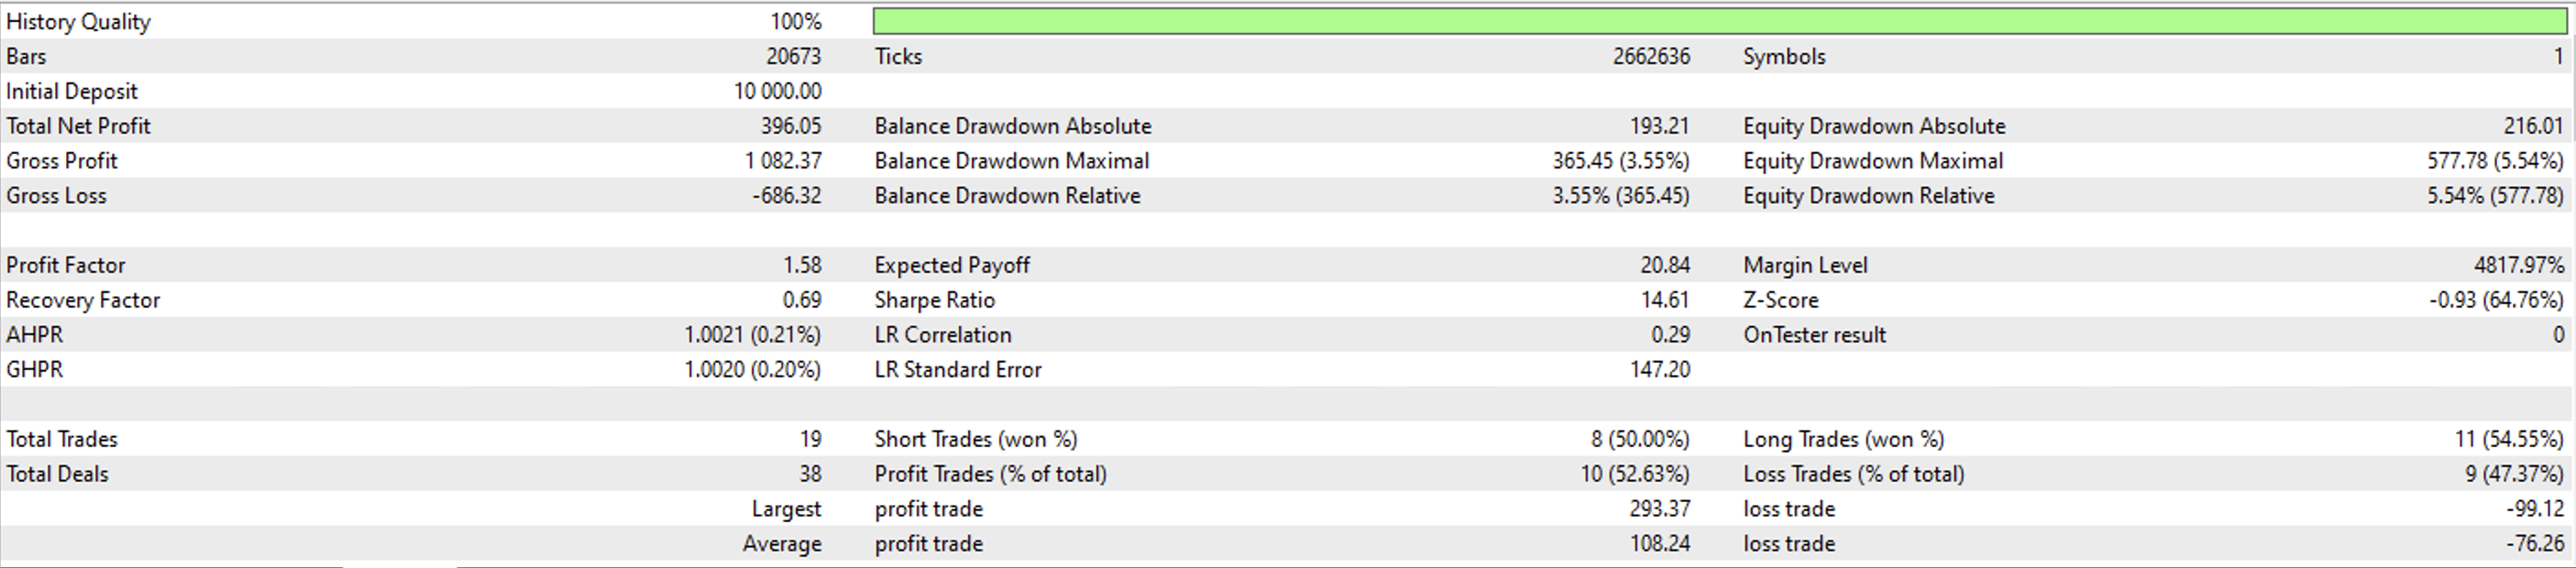 History Quality 100%
Bars 20673 Ticks 2662636 Symbols 1
Initial Deposit 10 000.00
Total Net Profit 396.05 Balance Drawdown Absolute 193.21 Equity Drawdown Absolute 216.01
Gross Profit 1 082.37 Balance Drawdown Maximal 365.45 (3.55%) Equity Drawdown Maximal 577.78 (5.54%)
Gross Loss -686.32 Balance Drawdown Relative 3.55% (365.45) Equity Drawdown Relative 5.54% (577.78)
Profit Factor 1.58 Expected Payoff 20.84 Margin Level 4817.97%
Recovery Factor 0.69 Sharpe Ratio 14.61 Z-Score -0.93 (64.76%)
AHPR 1.0021 (0.21%) LR Correlation 0.29 OnTester result 0
GHPR 1.0020 (0.20%) LR Standard Error 147.20
Total Trades 19 Short Trades (won %) 8 (50.00%) Long Trades (won %) 11 (54.55%)
Total Deals 38 Profit Trades (% of total) 10 (52.63%) Loss Trades (% of total) 9 (47.37%)
Largest profit trade 293.37 loss trade -99.12
Average profit trade 108.24 loss trade -76.26